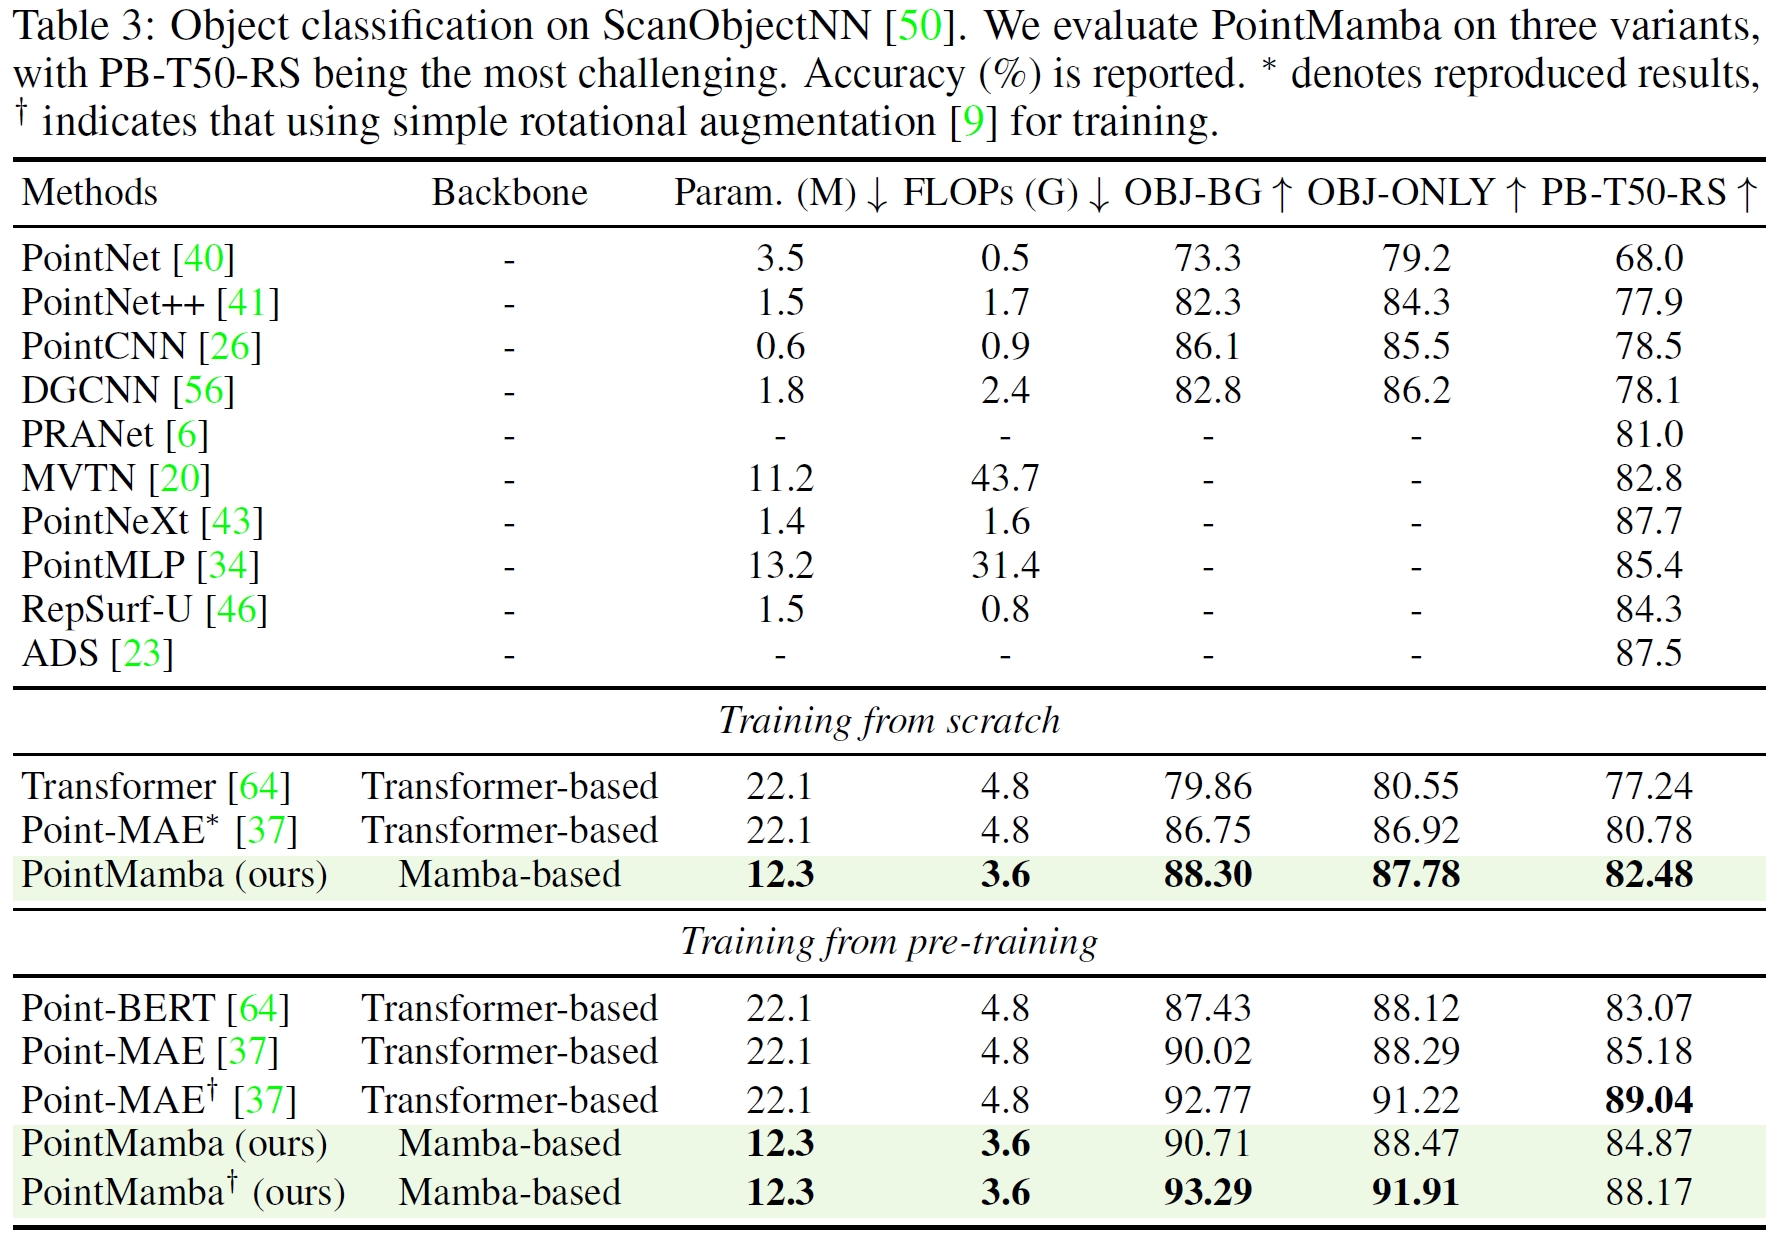 Table 3: Object classification on ScanObjectNN [50]. We evaluate PointMamba on three variants,
with PB-T50-RS being the most challenging. Accuracy (%) is reported. * denotes reproduced results,
† indicates that using simple rotational augmentation [9] for training.
Methods Backbone Param. (M) ↓ FLOPs (G) ↓ OBJ-BG ↑ OBJ-ONLY ↑ PB-T50-RS ↑
PointNet [40] - 3.5 0.5 73.3 79.2 68.0
PointNet++ [41] - 1.5 1.7 82.3 84.3 77.9
PointCNN [26] - 0.6 0.9 86.1 85.5 78.5
DGCNN [56] - 1.8 2.4 82.8 86.2 78.1
PRANet [6] - - - - - 81.0
MVTN [20] - 11.2 43.7 - - 82.8
PointNeXt [43] - 1.4 1.6 - - 87.7
PointMLP [34] - 13.2 31.4 - - 85.4
RepSurf-U [46] - 1.5 0.8 - - 84.3
ADS [23] - - - - - 87.5
Training from scratch
Transformer [64] Transformer-based 22.1 4.8 79.86 80.55 77.24
Point-MAE* [37] Transformer-based 22.1 4.8 86.75 86.92 80.78
PointMamba (ours) Mamba-based 12.3 3.6 88.30 87.78 82.48
Training from pre-training
Point-BERT [64] Transformer-based 22.1 4.8 87.43 88.12 83.07
Point-MAE [37] Transformer-based 22.1 4.8 90.02 88.29 85.18
Point-MAE† [37] Transformer-based 22.1 4.8 92.77 91.22 89.04
PointMamba (ours) Mamba-based 12.3 3.6 90.71 88.47 84.87
PointMamba† (ours) Mamba-based 12.3 3.6 93.29 91.91 88.17